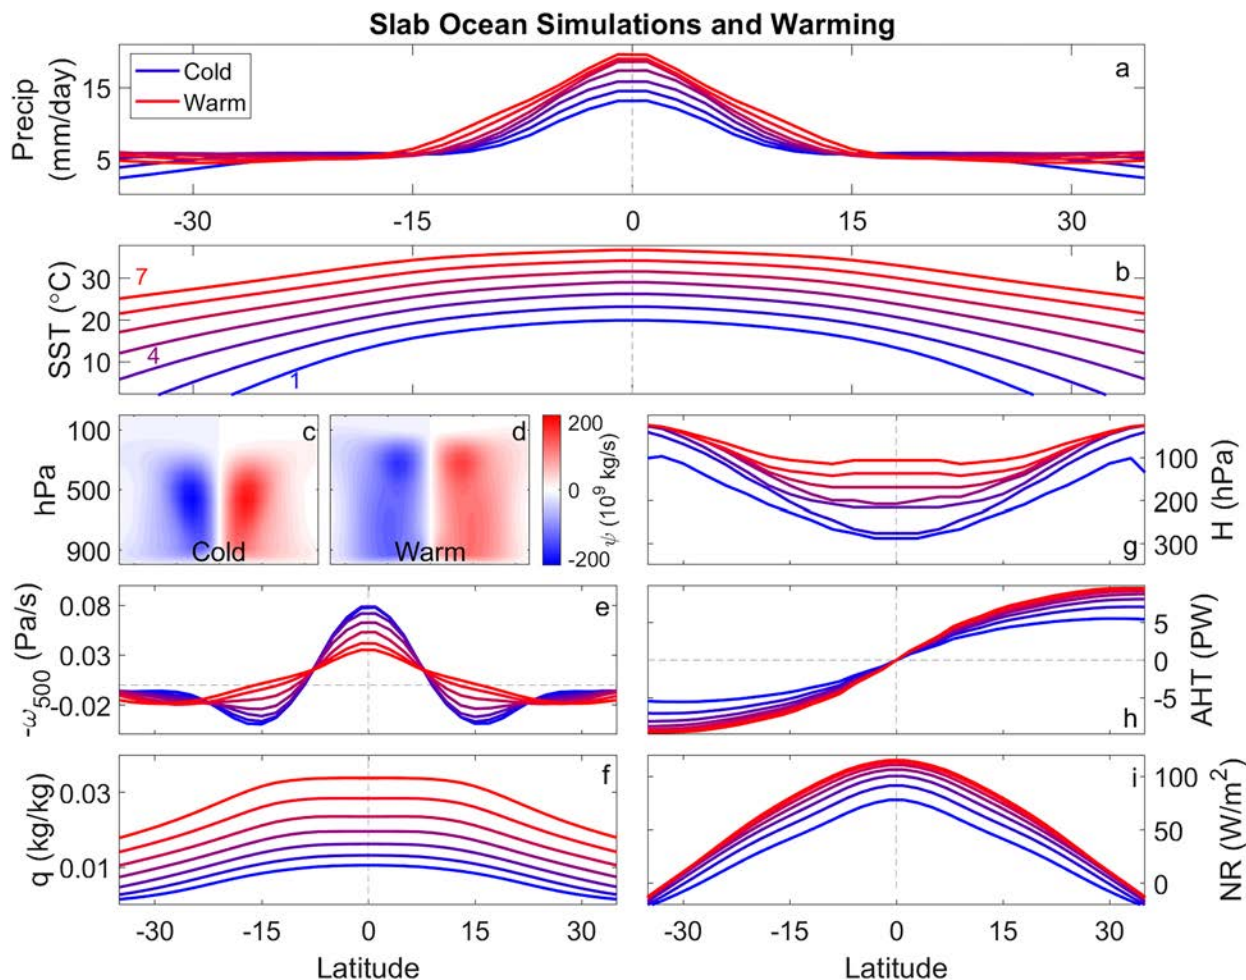 Slab Ocean Simulations and Warming
Precip
(mm/day)
15
5
Cold
Warm
a
-30 -15 0 15 30
SST (°C)
30
20
10
7
4
1
b
hPa
100
500
900
c
Cold
d
Warm
200
0
-200
ψ (10⁹ kg/s)
g
100
200
300
H (hPa)
-ω₅₀₀ (Pa/s)
0.08
0.03
-0.02
e
h
5
0
-5
AHT (PW)
q (kg/kg)
0.03
0.01
f
i
100
50
0
NR (W/m²)
-30 -15 0 15 30
-30 -15 0 15 30
Latitude
Latitude